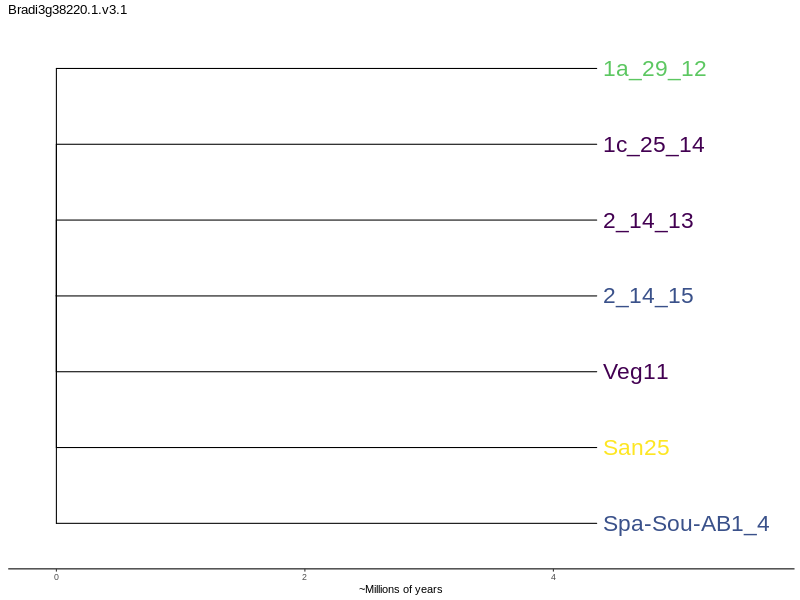 Bradi3g38220.1.v3.1
1a_29_12
1c_25_14
2_14_13
2_14_15
Veg11
San25
Spa-Sou-AB1_4
0 2 4
~Millions of years